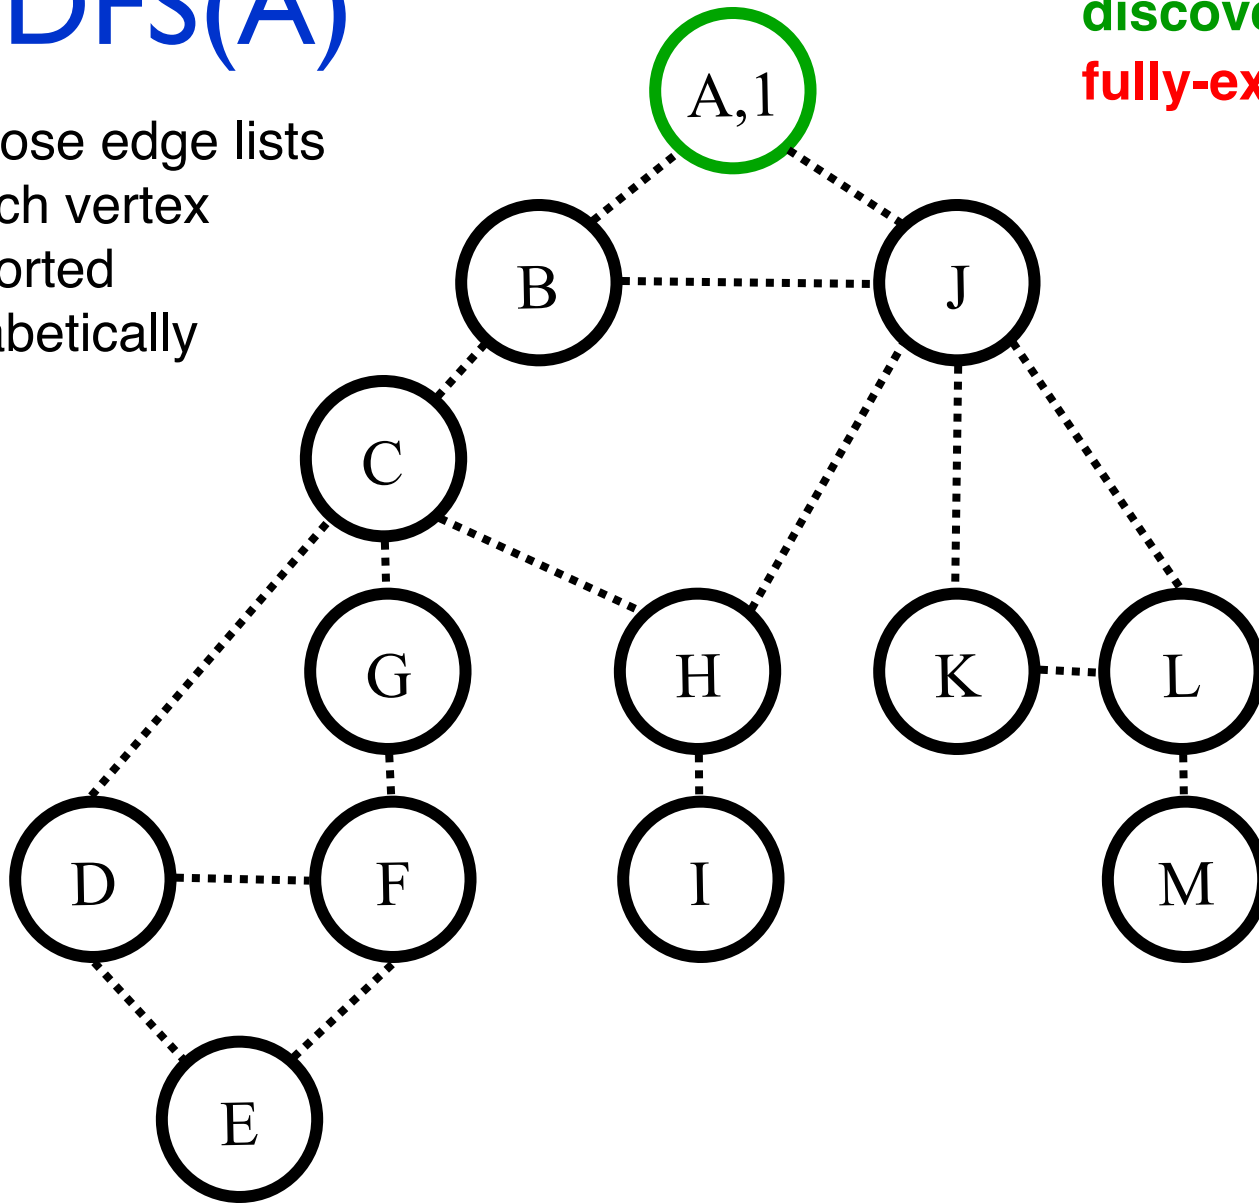 DFS(A)
discove
fully-ex
ose edge lists
ch vertex
orted
abetically
A,1
B
J
C
G
H
K
L
D
F
I
M
E